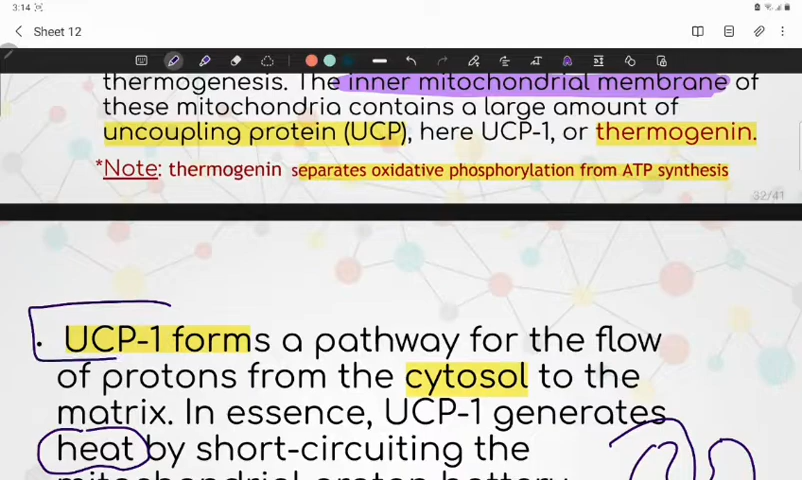 3:14
Sheet 12
thermogenesis. The inner mitochondrial membrane of
these mitochondria contains a large amount of
uncoupling protein (UCP), here UCP-1, or thermogenin.
*Note: thermogenin separates oxidative phosphorylation from ATP synthesis
32/41
· UCP-1 forms a pathway for the flow
of protons from the cytosol to the
matrix. In essence, UCP-1 generates
heat by short-circuiting the
mitochondrial proton battery